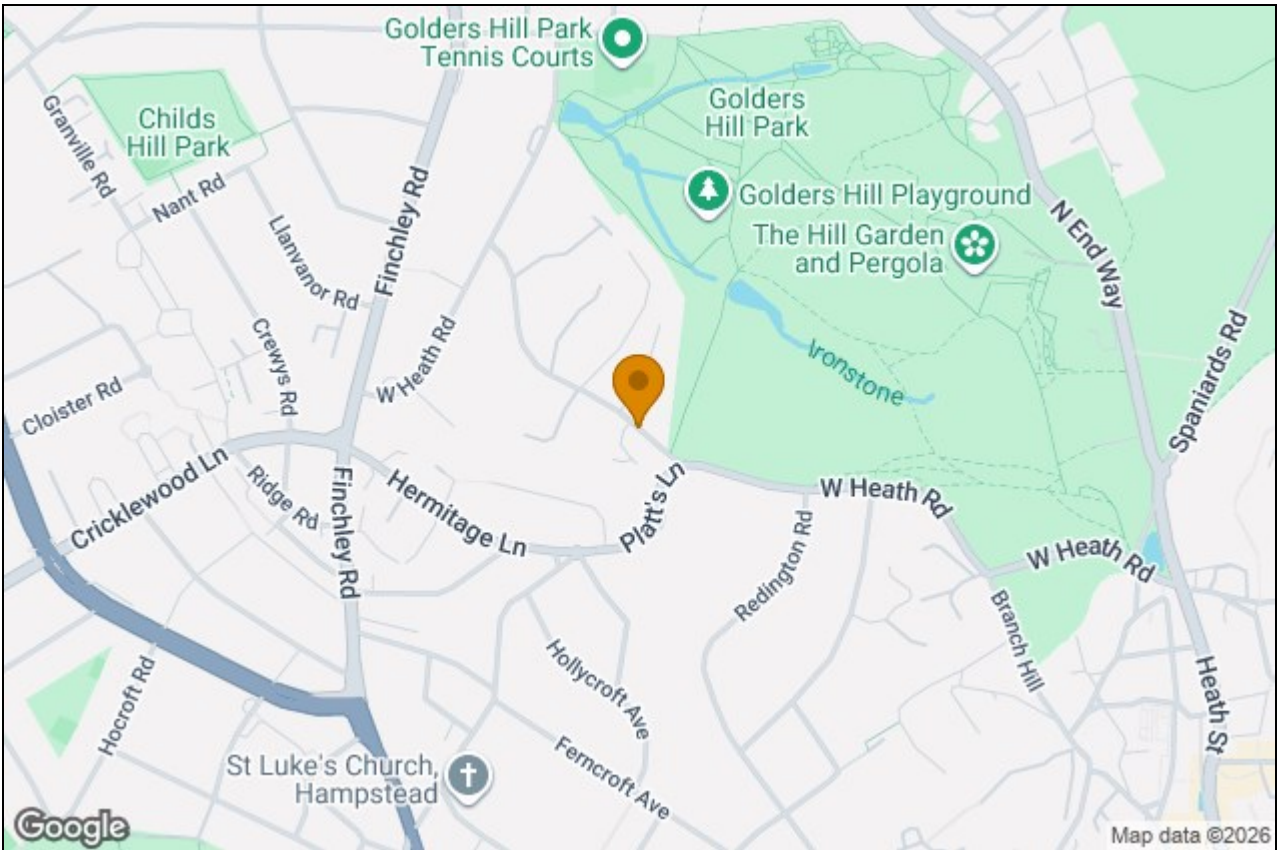 Golders Hill Park
Tennis Courts
Childs
Hill Park
Golders
Hill Park
Granville Rd
Nant Rd
Finchley Rd
Golders Hill Playground
Llanvanor Rd
The Hill Garden
and Pergola
N End Way
Crewys Rd
W Heath Rd
Ironstone
Spaniards Rd
Cloister Rd
Cricklewood Ln
Ridge Rd
Finchley Rd
Hermitage Ln
Platt's Ln
W Heath Rd
W Heath Rd
Redington Rd
Branch Hill
Hocroft Rd
Hollycroft Ave
Heath St
St Luke's Church,
Hampstead
Ferncroft Ave
Google
Map data ©2026